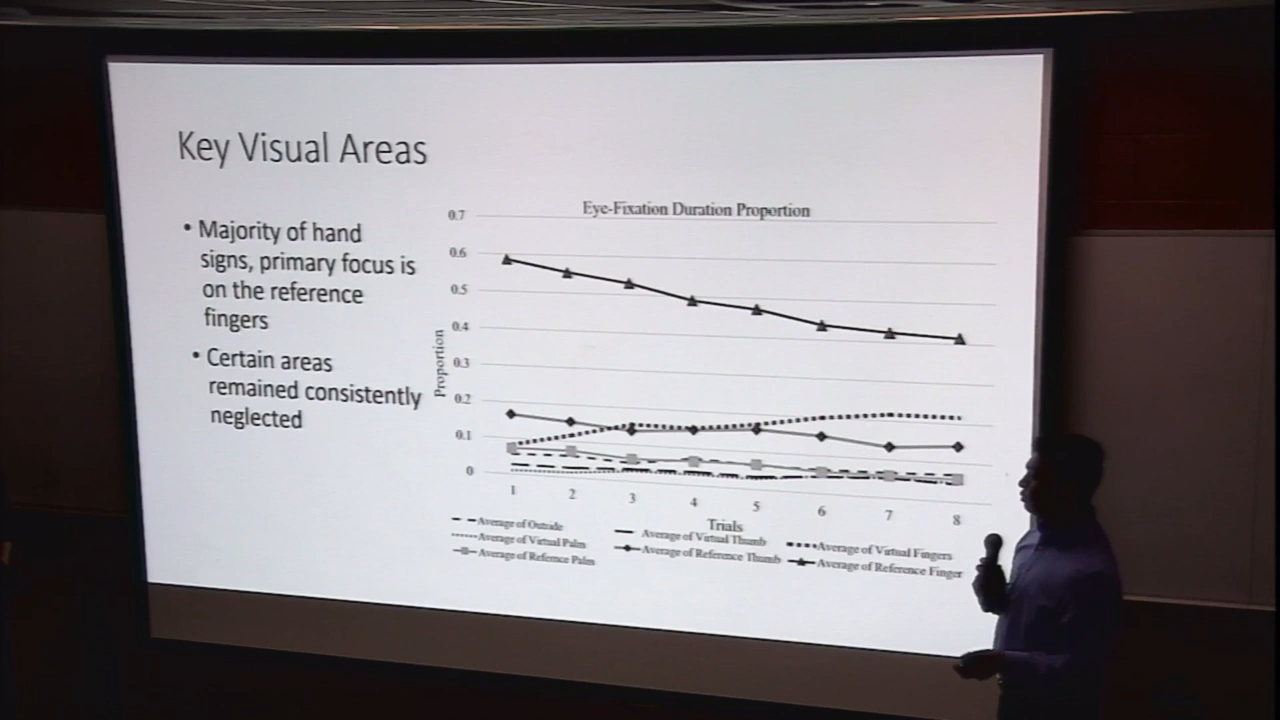 Key Visual Areas
• Majority of hand
signs, primary focus is
on the reference
fingers
• Certain areas
remained consistently
neglected
Eye-Fixation Duration Proportion
0.7
0.6
0.5
0.4
0.3
0.2
0.1
0
Proportion
1 2 3 4 5 6 7 8
Trials
Average of Outside
Average of Virtual Thumb
Average of Virtual Fingers
Average of Virtual Palm
Average of Reference Thumb
Average of Reference Finger
Average of Reference Palm